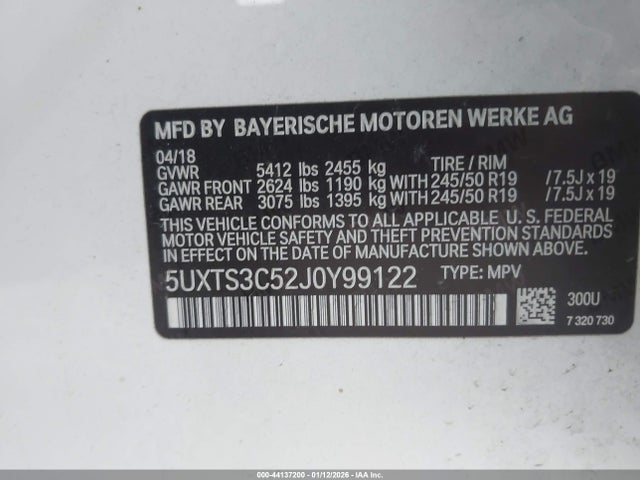 MFD BY BAYERISCHE MOTOREN WERKE AG
04/18
GVWR 5412 lbs 2455 kg TIRE / RIM
GAWR FRONT 2624 lbs 1190 kg WITH 245/50 R19 /7.5J x 19
GAWR REAR 3075 lbs 1395 kg WITH 245/50 R19 /7.5J x 19
THIS VEHICLE CONFORMS TO ALL APPLICABLE U. S. FEDERAL
MOTOR VEHICLE SAFETY AND THEFT PREVENTION STANDARDS
IN EFFECT ON THE DATE OF MANUFACTURE SHOWN ABOVE.
5UXTS3C52J0Y99122 TYPE: MPV
300U
7 320 730
000-44137200 - 01/12/2026 - IAAI.com